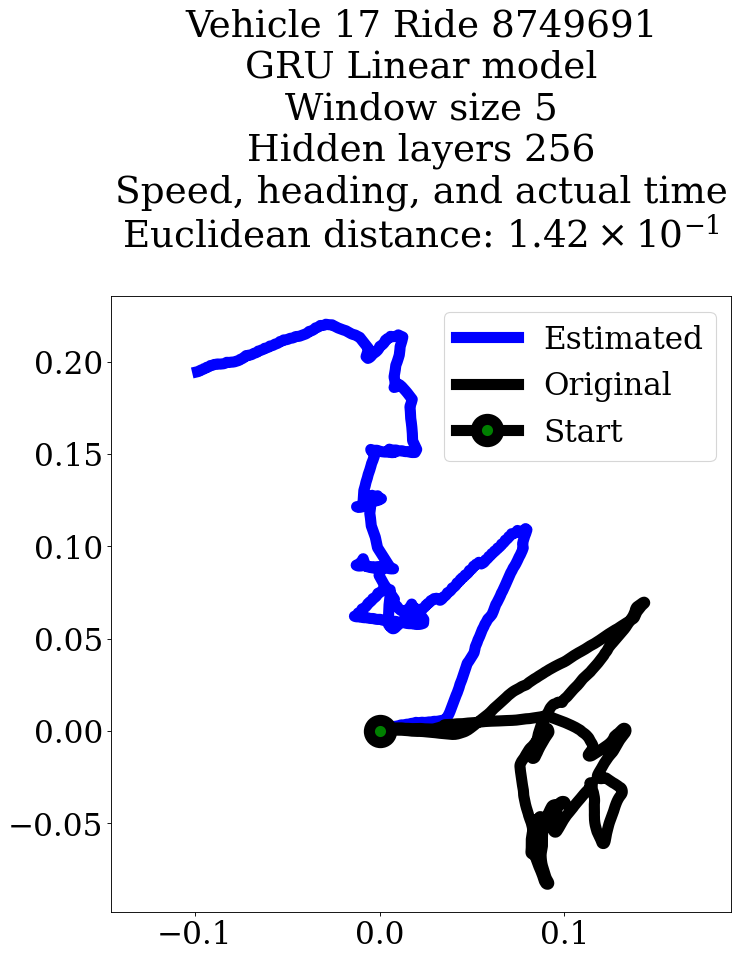 Vehicle 17 Ride 8749691
GRU Linear model
Window size 5
Hidden layers 256
Speed, heading, and actual time
Euclidean distance: 1.42 × 10⁻¹
Estimated
Original
Start
0.20
0.15
0.10
0.05
0.00
−0.05
−0.1
0.0
0.1